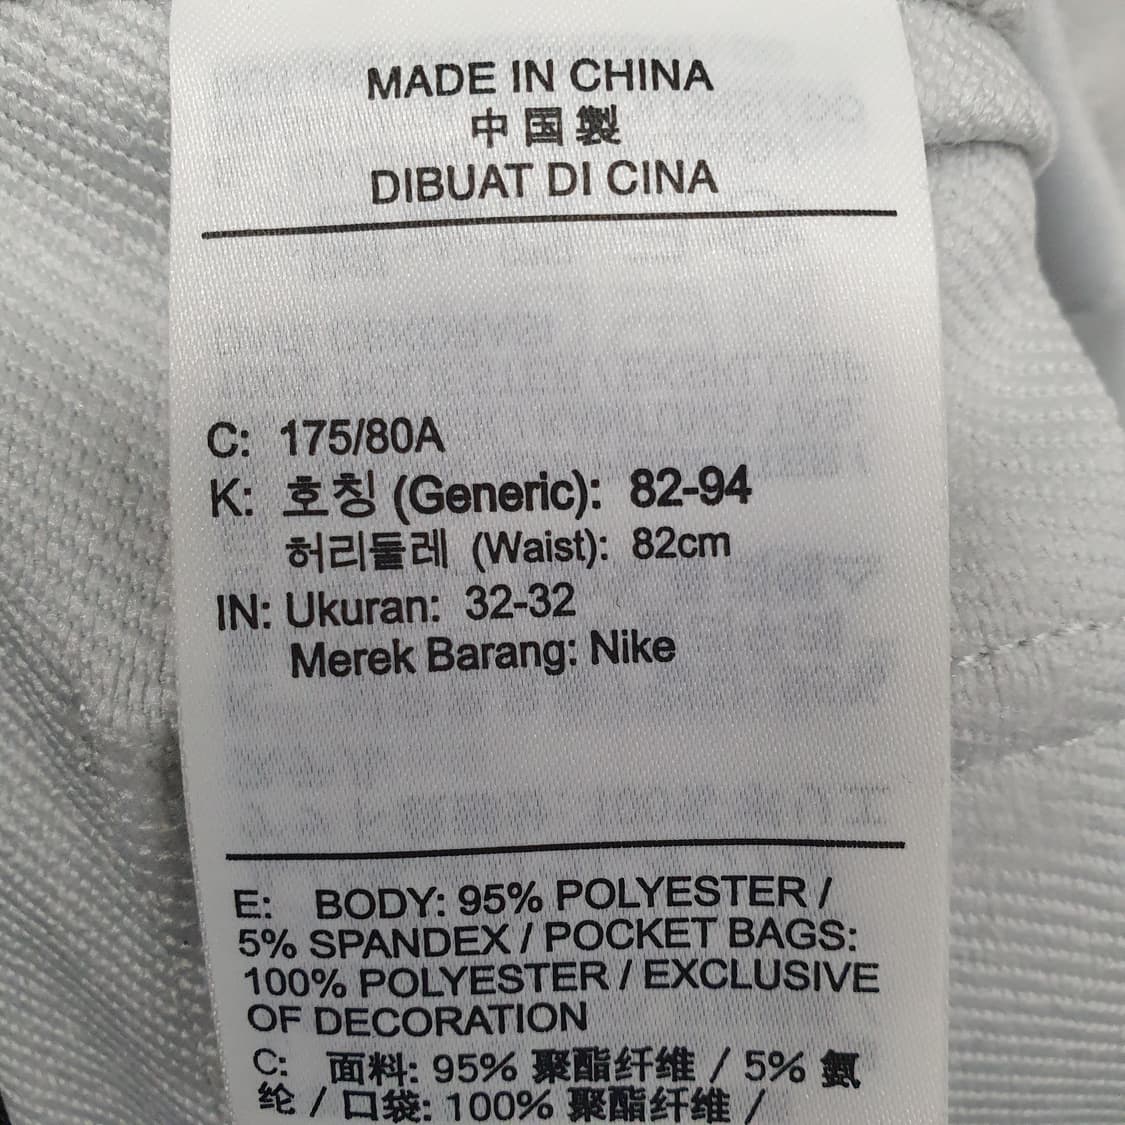 MADE IN CHINA
中国製
DIBUAT DI CINA
C: 175/80A
K: 호칭 (Generic): 82-94
허리둘레 (Waist): 82cm
IN: Ukuran: 32-32
Merek Barang: Nike
E: BODY: 95% POLYESTER /
5% SPANDEX / POCKET BAGS:
100% POLYESTER / EXCLUSIVE
OF DECORATION
C: 面料: 95% 聚酯纤维 / 5% 氨
纶 / 口袋: 100% 聚酯纤维 /